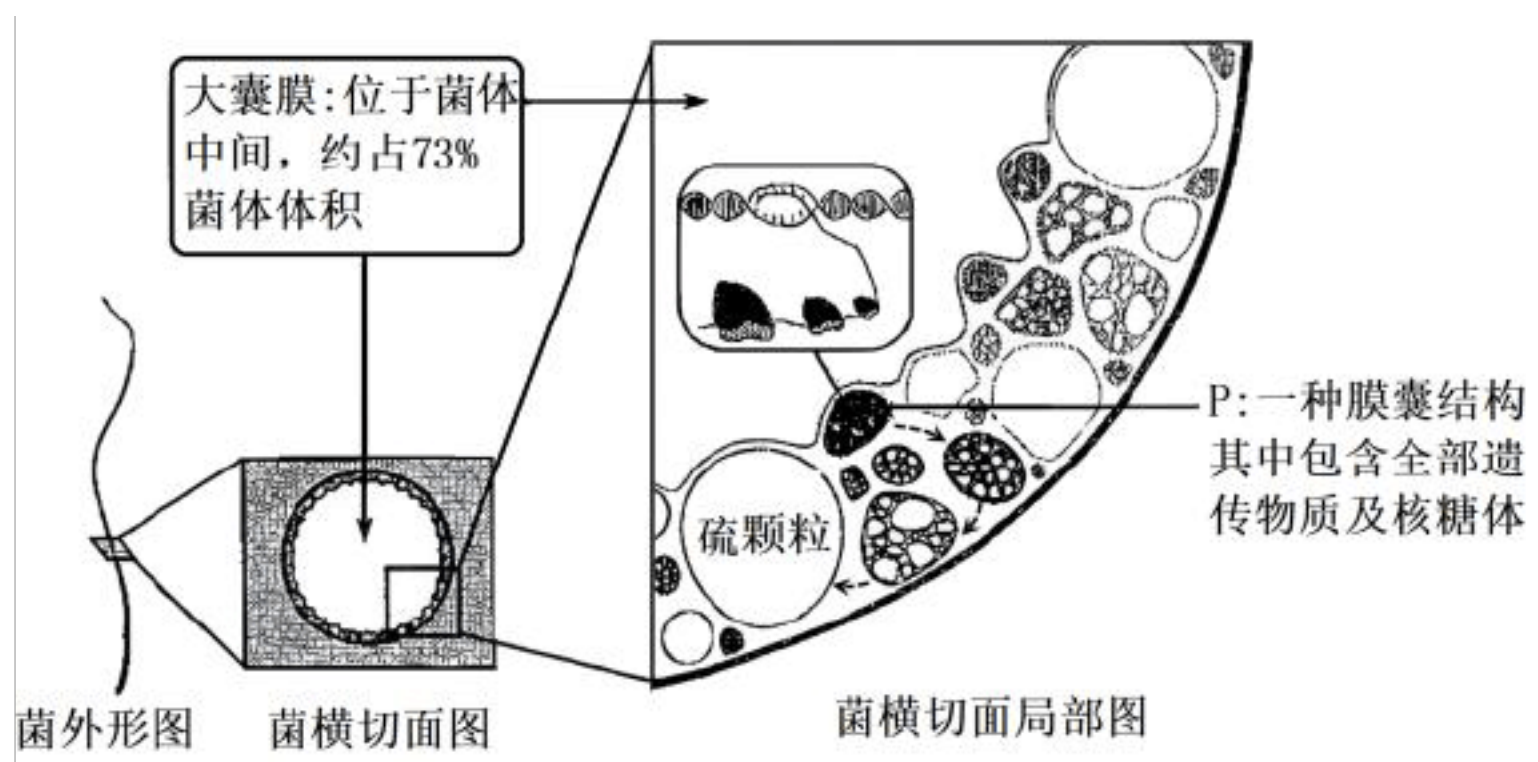 大囊膜:位于菌体
中间，约占73%
菌体体积
P:一种膜囊结构
其中包含全部遗
传物质及核糖体
硫颗粒
菌外形图
菌横切面图
菌横切面局部图